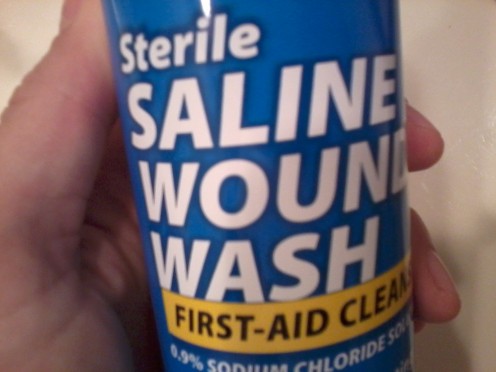 Sterile
SALINE
WOUND
WASH
FIRST-AID
0.9% SODIUM CHLORIDE